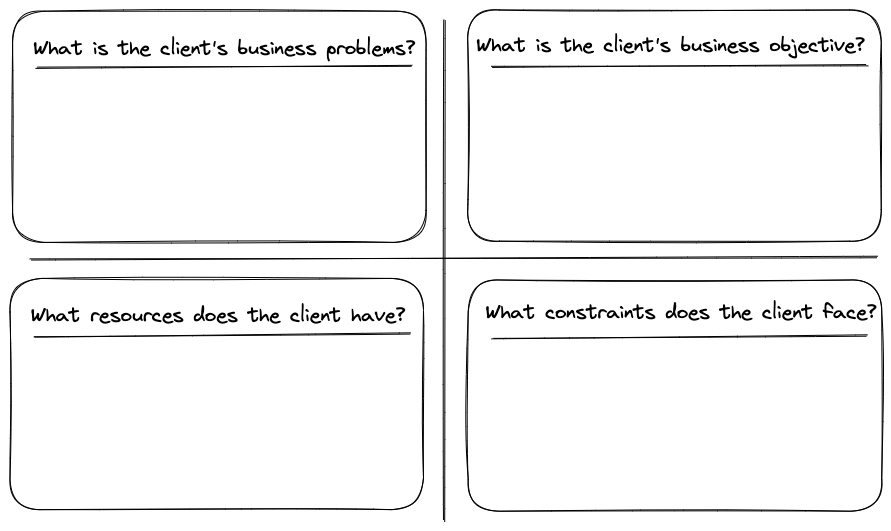 What is the client's business problems?
What is the client's business objective?
What resources does the client have?
What constraints does the client face?